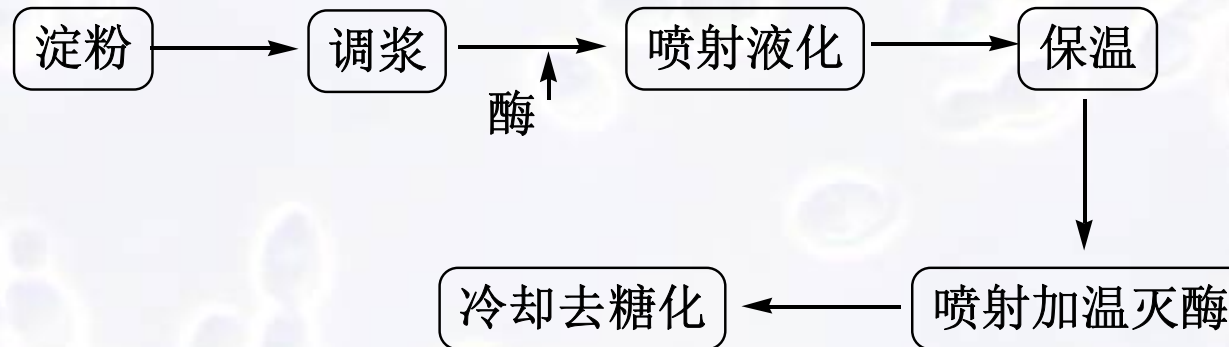 淀粉
调浆
喷射液化
保温
酶
冷却去糖化
喷射加温灭酶